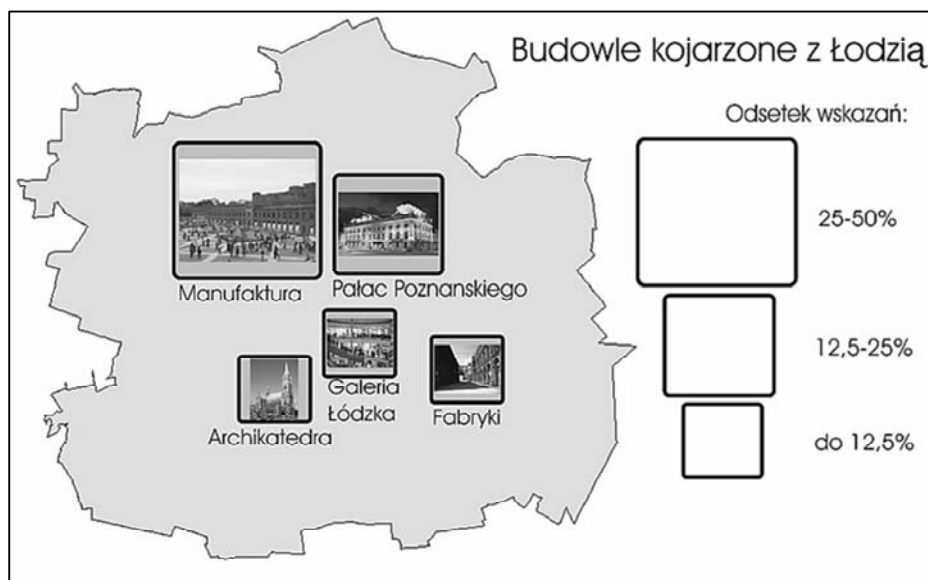 Budowle kojarzone z Łodzią
Odsetek wskazań:
25-50%
12,5-25%
do 12,5%
Manufaktura
Pałac Poznanskiego
Galeria
Łódzka
Archikatedra
Fabryki